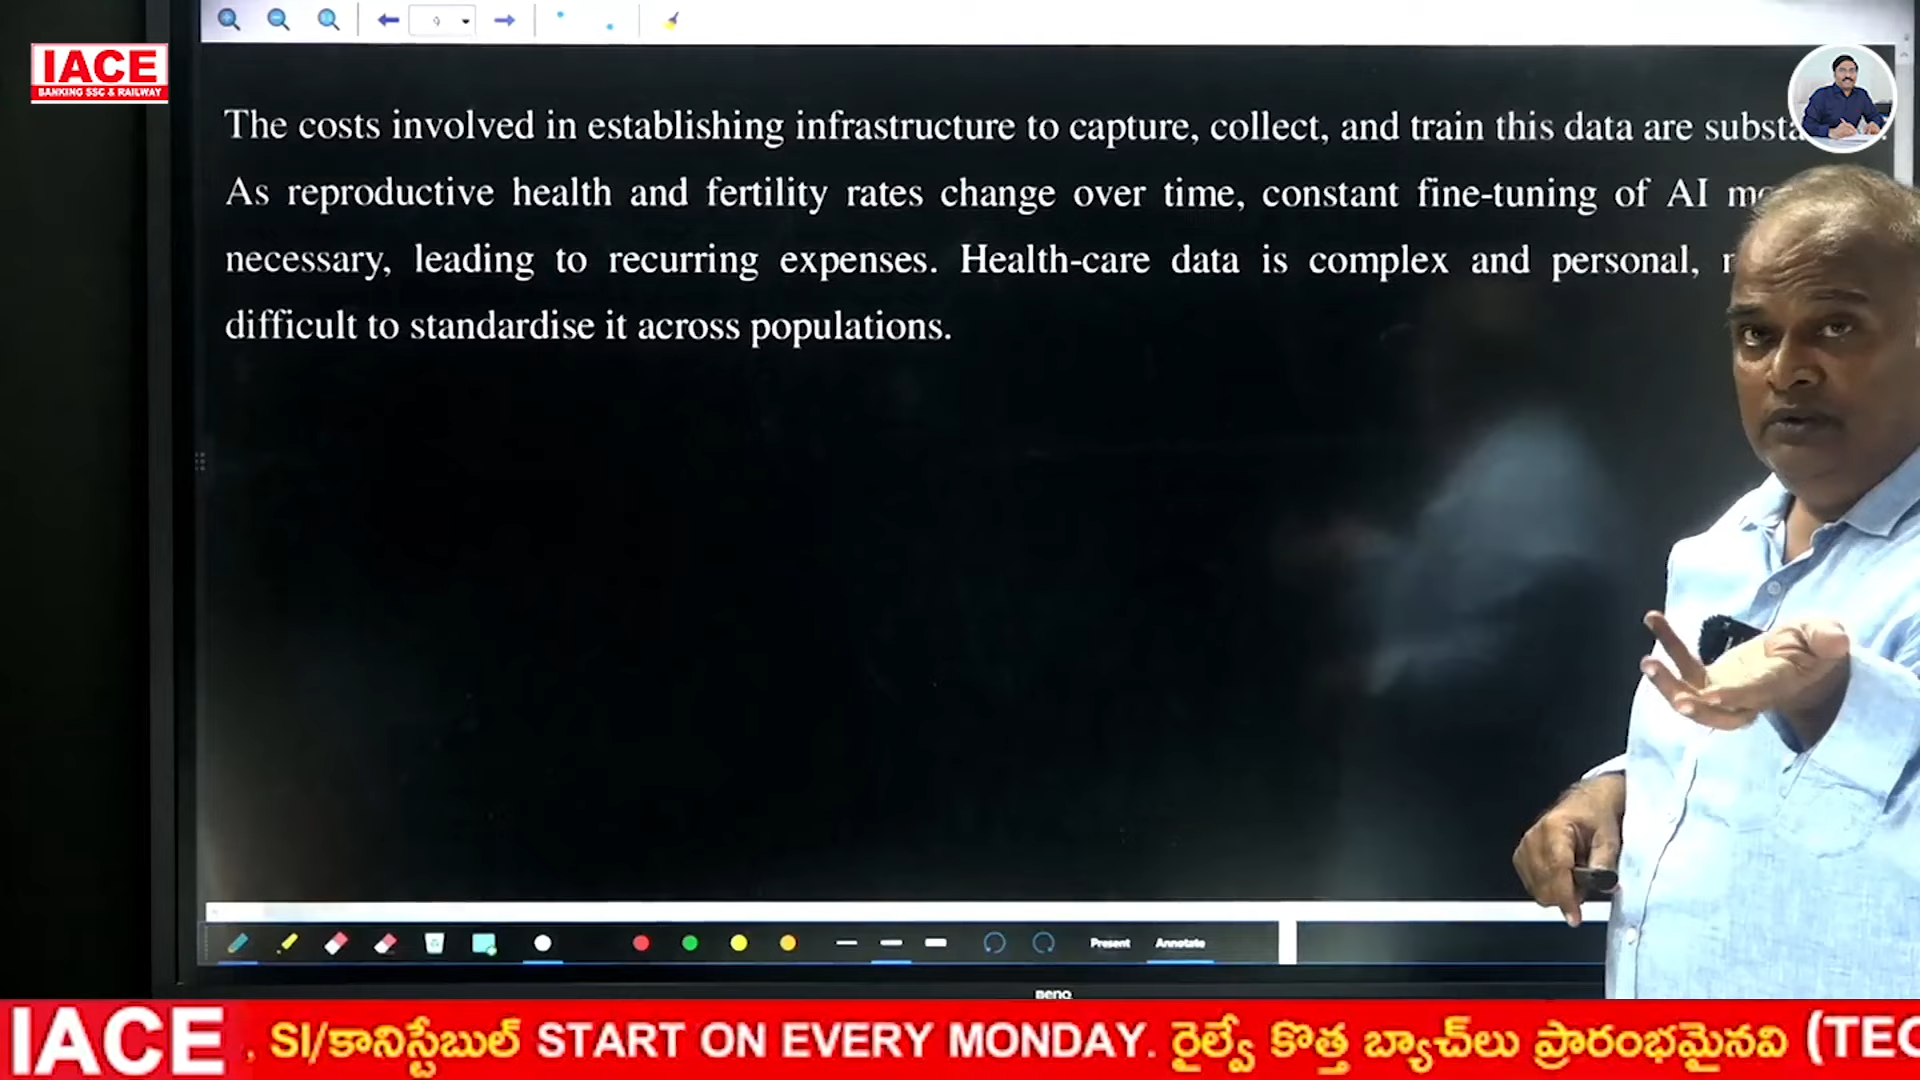 IACE
BANKING SSC & RAILWAY
The costs involved in establishing infrastructure to capture, collect, and train this data are
As reproductive health and fertility rates change over time, constant fine-tuning of AI
necessary, leading to recurring expenses. Health-care data is complex and personal,
difficult to standardise it across populations.
Present Annotate
BenQ
IACE , SI/కానిస్టేబుల్ START ON EVERY MONDAY. రైల్వే కొత్త బ్యాచ్‌లు ప్రారంభమైనవి (TEC